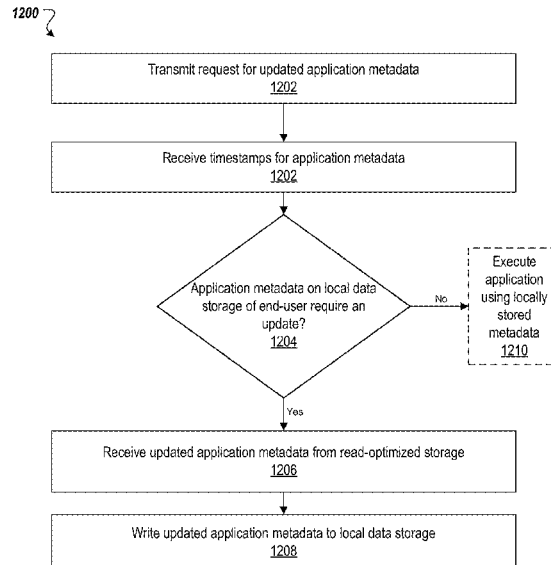 1200
Transmit request for updated application metadata
1202
Receive timestamps for application metadata
1202
Application metadata on local data
storage of end-user require an
update?
1204
No
Execute
application
using locally
stored
metadata
1210
Yes
Receive updated application metadata from read-optimized storage
1206
Write updated application metadata to local data storage
1208